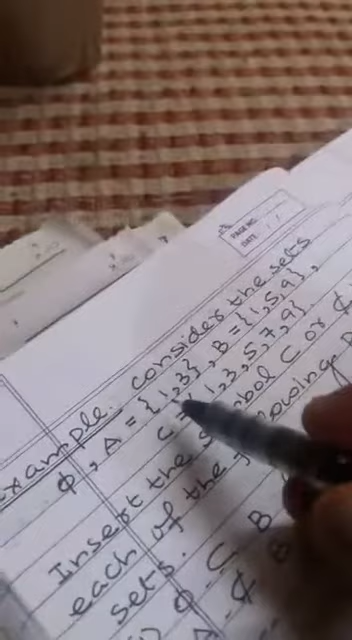 PAGE NO.
DATE / /
Example. consider the sets
ϕ, A = {1,3}, B = {1,5,9},
1,3,5,7,9}.
Insert the symbol ⊂ or ⊄
each of the following
sets.
ϕ ⊂ B
A ⊄ B